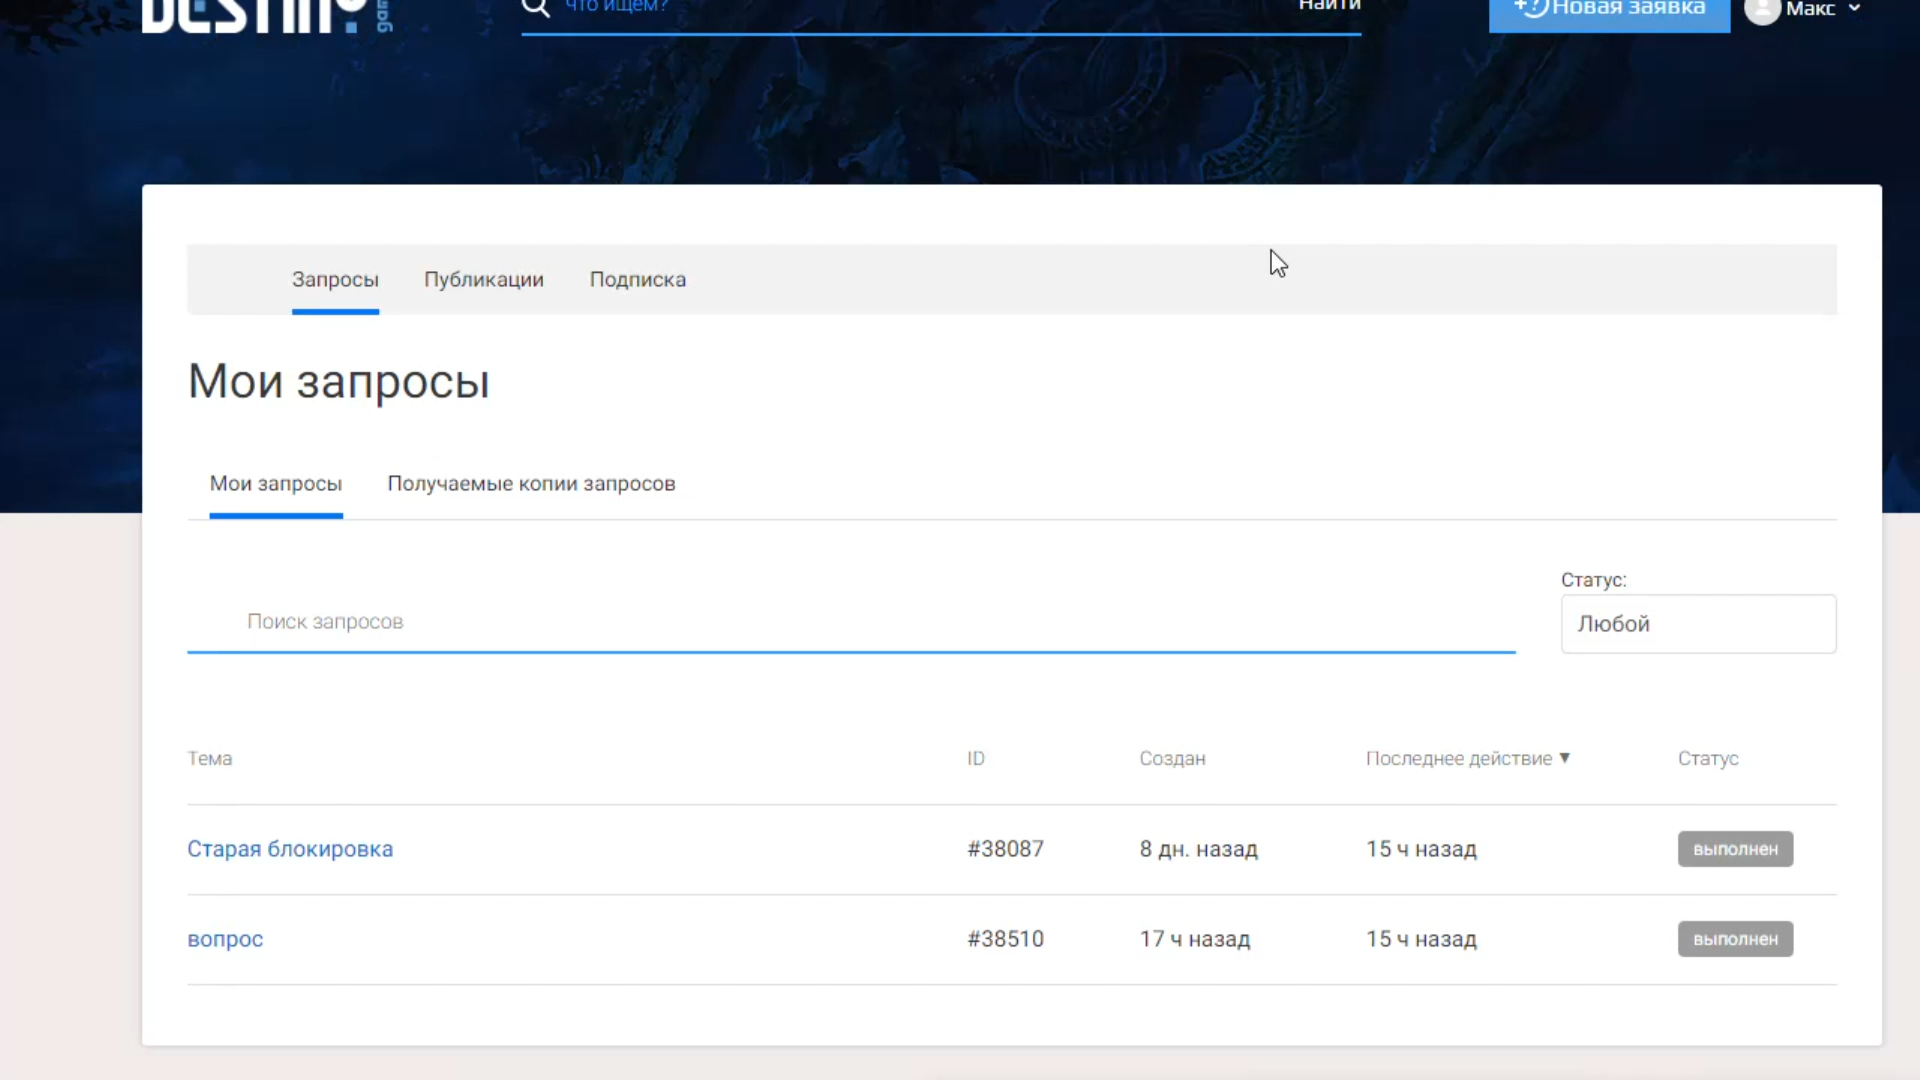 DESTINY games
Что ищем?
Найти
+? Новая заявка
Макс
Запросы
Публикации
Подписка
Мои запросы
Мои запросы
Получаемые копии запросов
Поиск запросов
Статус:
Любой
Тема
ID
Создан
Последнее действие ▼
Статус
Старая блокировка
#38087
8 дн. назад
15 ч назад
выполнен
вопрос
#38510
17 ч назад
15 ч назад
выполнен